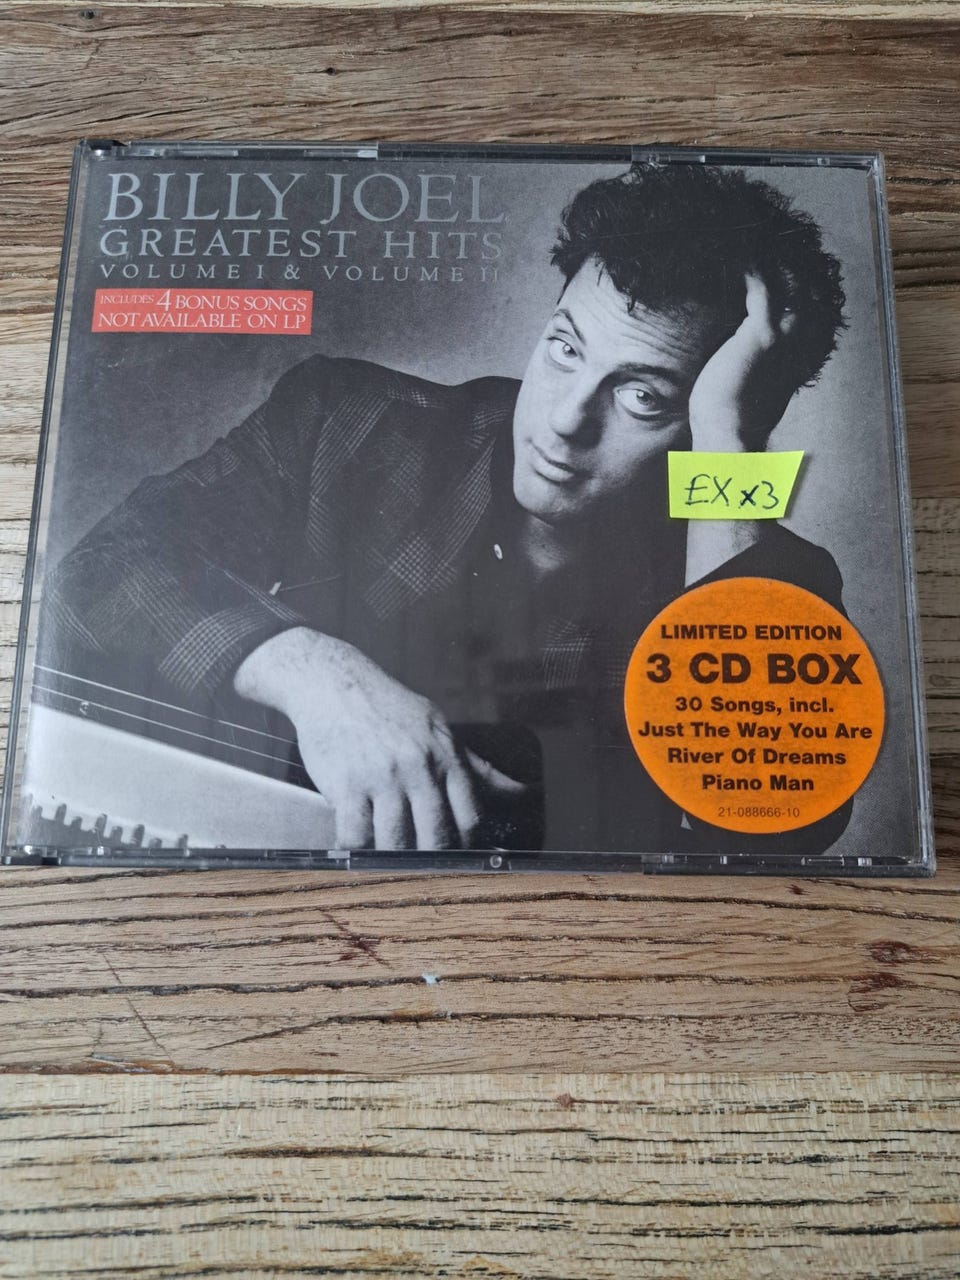 BILLY JOEL
GREATEST HITS
VOLUME I & VOLUME II
INCLUDES 4 BONUS SONGS
NOT AVAILABLE ON LP
EX x3
LIMITED EDITION
3 CD BOX
30 Songs, incl.
Just The Way You Are
River Of Dreams
Piano Man
21-088666-10